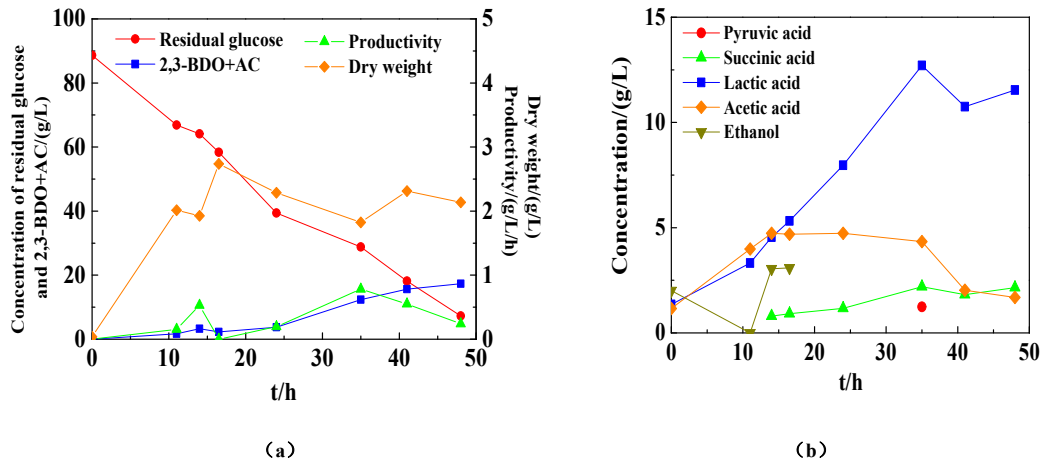 Concentration of residual glucose
and 2,3-BDO+AC/(g/L)
100
80
60
40
20
0
Residual glucose
2,3-BDO+AC
Productivity
Dry weight
5
4
3
2
1
0
Dry weight/(g/L)
Productivity/(g/L/h)
0 10 20 30 40 50
t/h
(a)
Concentration/(g/L)
15
10
5
0
Pyruvic acid
Succinic acid
Lactic acid
Acetic acid
Ethanol
0 10 20 30 40 50
t/h
(b)